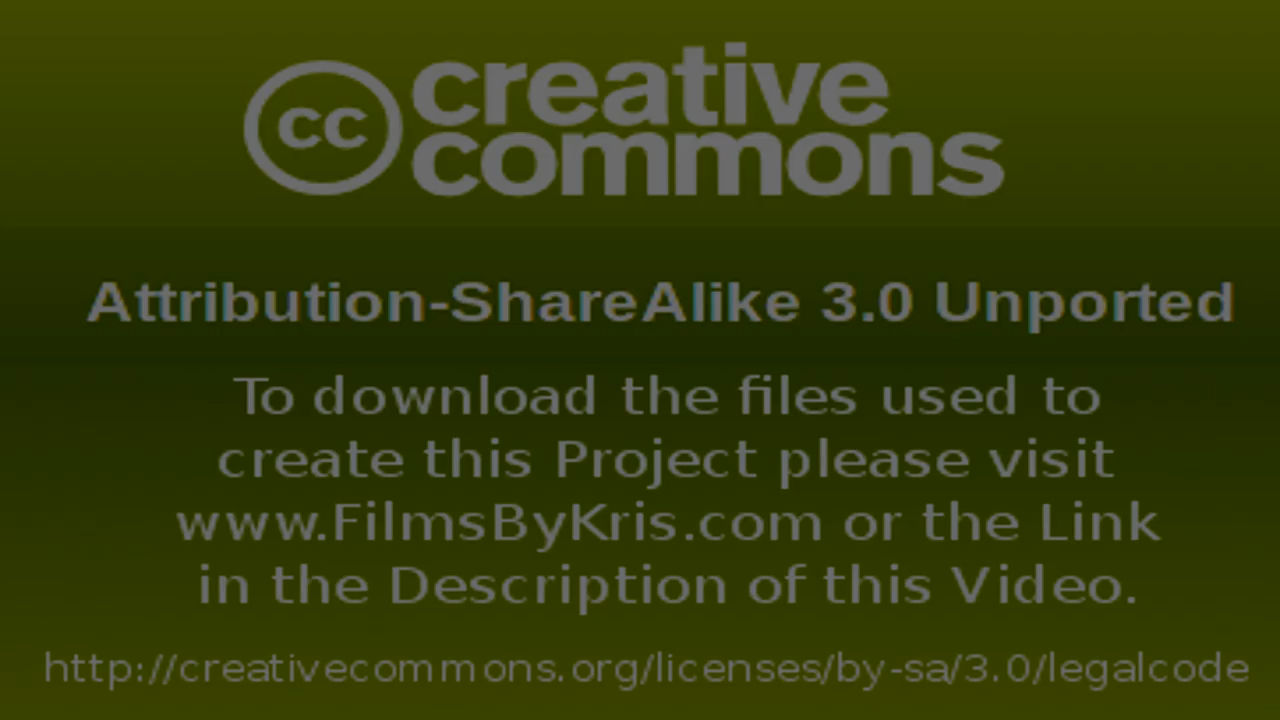 cc creative
commons
Attribution-ShareAlike 3.0 Unported
To download the files used to
create this Project please visit
www.FilmsByKris.com or the Link
in the Description of this Video.
http://creativecommons.org/licenses/by-sa/3.0/legalcode